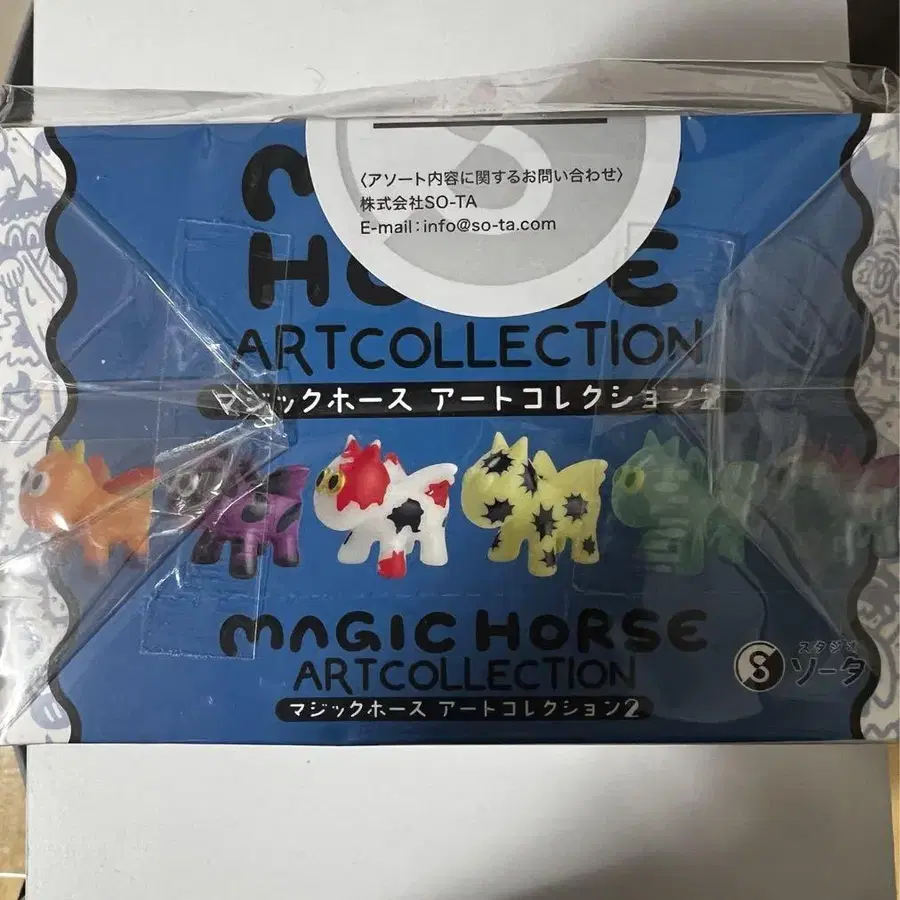 〈アソート内容に関するお問い合わせ〉
株式会社SO-TA
E-mail：info@so-ta.com
ARTCOLLECTION
マジックホース アートコレクション2
MAGIC HORSE
ARTCOLLECTION
マジックホース アートコレクション2
スタジオ
ソータ